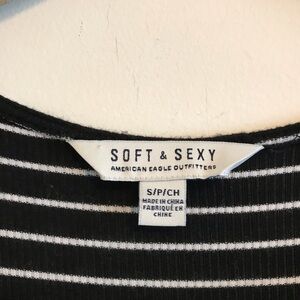 SOFT & SEXY
AMERICAN EAGLE OUTFITTERS
S/P/CH
MADE IN CHINA
FABRIQUÉ EN
CHINE